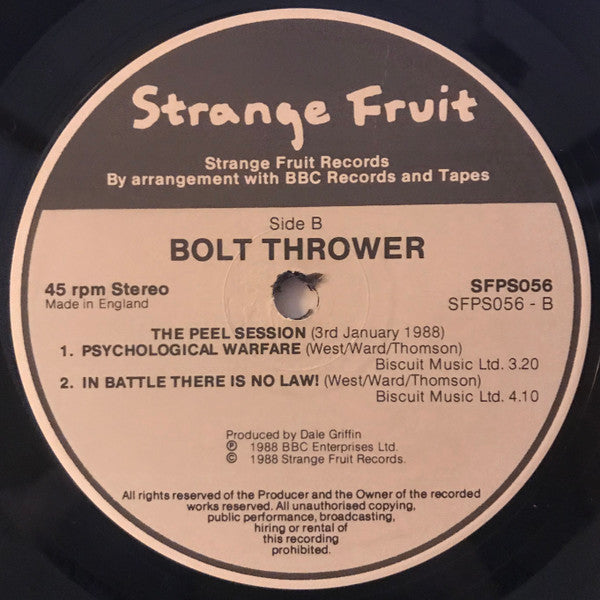 Strange Fruit
Strange Fruit Records
By arrangement with BBC Records and Tapes
Side B
BOLT THROWER
45 rpm Stereo
Made in England
SFPS056
SFPS056 - B
THE PEEL SESSION (3rd January 1988)
1. PSYCHOLOGICAL WARFARE (West/Ward/Thomson)
Biscuit Music Ltd. 3.20
2. IN BATTLE THERE IS NO LAW! (West/Ward/Thomson)
Biscuit Music Ltd. 4.10
Produced by Dale Griffin
℗ 1988 BBC Enterprises Ltd.
© 1988 Strange Fruit Records.
All rights reserved of the Producer and the Owner of the recorded
works reserved. All unauthorised copying,
public performance, broadcasting,
hiring or rental of
this recording
prohibited.